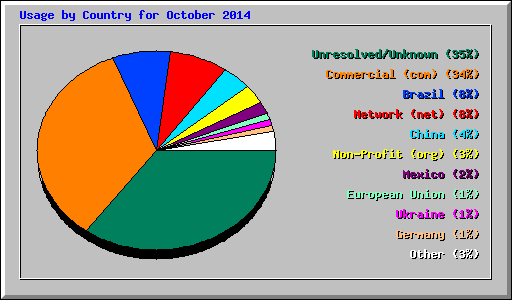 Usage by Country for October 2014
Unresolved/Unknown (35%)
Commercial (com) (34%)
Brazil (8%)
Network (net) (8%)
China (4%)
Non-Profit (org) (3%)
Mexico (2%)
European Union (1%)
Ukraine (1%)
Germany (1%)
Other (3%)